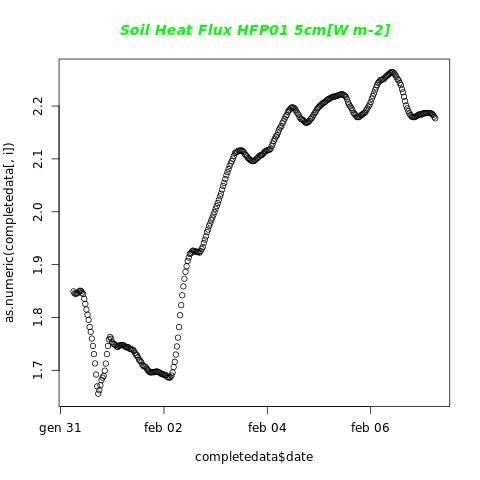 Soil Heat Flux HFP01 5cm[W m-2]
as.numeric(completedata[, i])
2.2
2.1
2.0
1.9
1.8
1.7
gen 31 feb 02 feb 04 feb 06
completedata$date